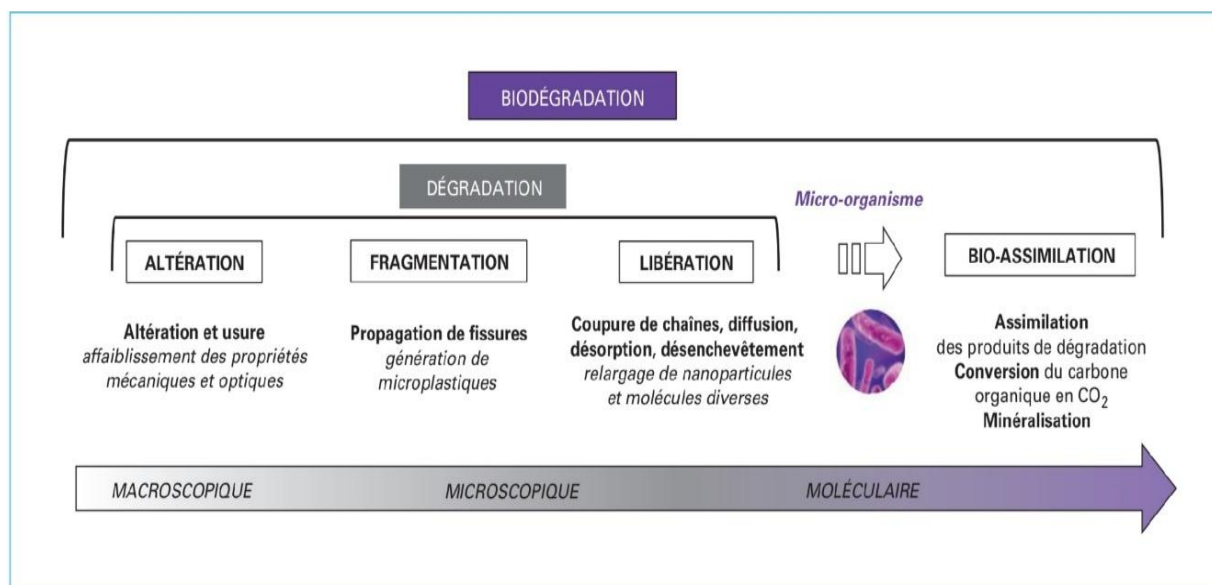 BIODÉGRADATION
DÉGRADATION
Micro-organisme
ALTÉRATION
FRAGMENTATION
LIBÉRATION
BIO-ASSIMILATION
Altération et usure
affaiblissement des propriétés
mécaniques et optiques
Propagation de fissures
génération de
microplastiques
Coupure de chaînes, diffusion,
désorption, désenchevêtement
relargage de nanoparticules
et molécules diverses
Assimilation
des produits de dégradation
Conversion du carbone
organique en CO₂
Minéralisation
MACROSCOPIQUE
MICROSCOPIQUE
MOLÉCULAIRE